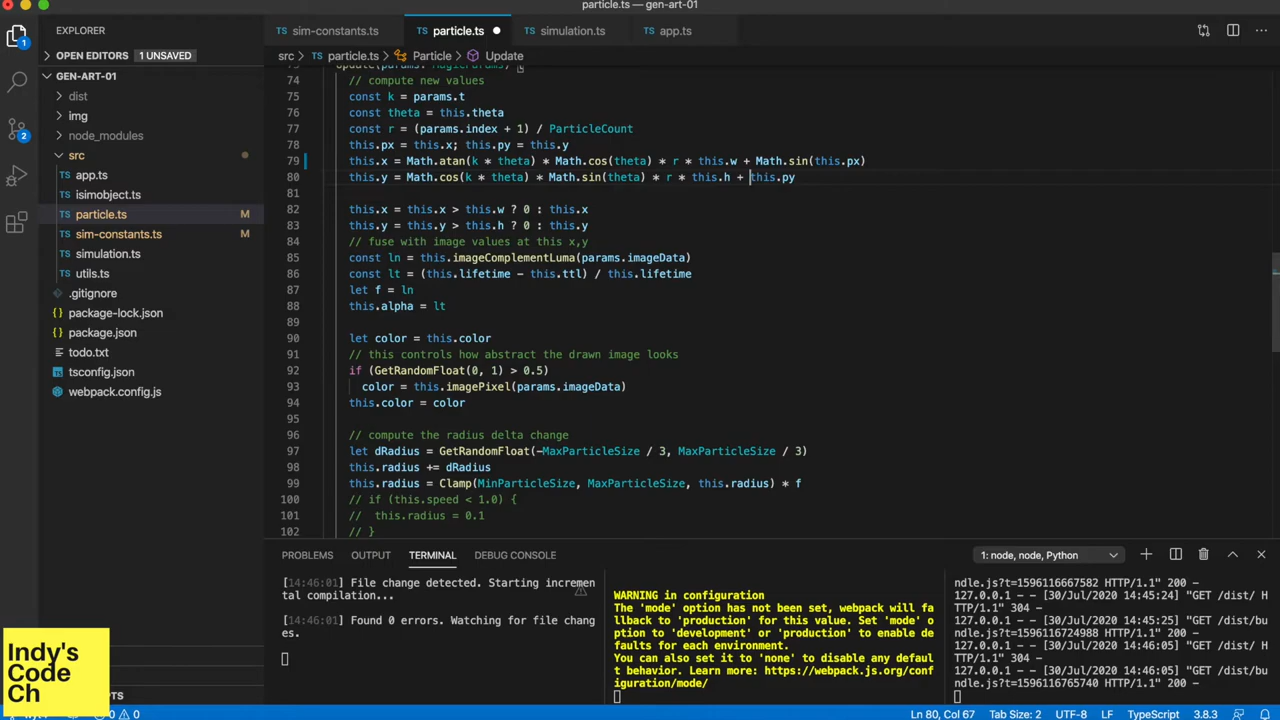 particle.ts — gen-art-01
EXPLORER
OPEN EDITORS 1 UNSAVED
GEN-ART-01
dist
img
node_modules
src
TS app.ts
TS isimobject.ts
TS particle.ts M
TS sim-constants.ts M
TS simulation.ts
TS utils.ts
.gitignore
package-lock.json
package.json
todo.txt
tsconfig.json
webpack.config.js
1
2
TS sim-constants.ts TS particle.ts TS simulation.ts TS app.ts
src > TS particle.ts > Particle > Update
74 // compute new values
75 const k = params.t
76 const theta = this.theta
77 const r = (params.index + 1) / ParticleCount
78 this.px = this.x; this.py = this.y
79 this.x = Math.atan(k * theta) * Math.cos(theta) * r * this.w + Math.sin(this.px)
80 this.y = Math.cos(k * theta) * Math.sin(theta) * r * this.h + this.py
81
82 this.x = this.x > this.w ? 0 : this.x
83 this.y = this.y > this.h ? 0 : this.y
84 // fuse with image values at this x,y
85 const ln = this.imageComplementLuma(params.imageData)
86 const lt = (this.lifetime - this.ttl) / this.lifetime
87 let f = ln
88 this.alpha = lt
89
90 let color = this.color
91 // this controls how abstract the drawn image looks
92 if (GetRandomFloat(0, 1) > 0.5)
93 color = this.imagePixel(params.imageData)
94 this.color = color
95
96 // compute the radius delta change
97 let dRadius = GetRandomFloat(-MaxParticleSize / 3, MaxParticleSize / 3)
98 this.radius += dRadius
99 this.radius = Clamp(MinParticleSize, MaxParticleSize, this.radius) * f
100 // if (this.speed < 1.0) {
101 // this.radius = 0.1
102 // }
PROBLEMS OUTPUT TERMINAL DEBUG CONSOLE 1: node, node, Python
[14:46:01] File change detected. Starting incremen
tal compilation...
[14:46:01] Found 0 errors. Watching for file chang
es.
WARNING in configuration
The 'mode' option has not been set, webpack will fa
llback to 'production' for this value. Set 'mode' o
ption to 'development' or 'production' to enable de
faults for each environment.
You can also set it to 'none' to disable any defaul
t behavior. Learn more: https://webpack.js.org/conf
iguration/mode/
ndle.js?t=1596116667582 HTTP/1.1" 200 -
127.0.0.1 - - [30/Jul/2020 14:45:24] "GET /dist/ H
TTP/1.1" 304 -
127.0.0.1 - - [30/Jul/2020 14:45:25] "GET /dist/bu
ndle.js?t=1596116724988 HTTP/1.1" 200 -
127.0.0.1 - - [30/Jul/2020 14:46:05] "GET /dist/ H
TTP/1.1" 304 -
127.0.0.1 - - [30/Jul/2020 14:46:05] "GET /dist/bu
ndle.js?t=1596116765740 HTTP/1.1" 200 -
Indy's
Code
Ch
PTS
0 0
Ln 80, Col 67 Tab Size: 2 UTF-8 LF TypeScript 3.8.3